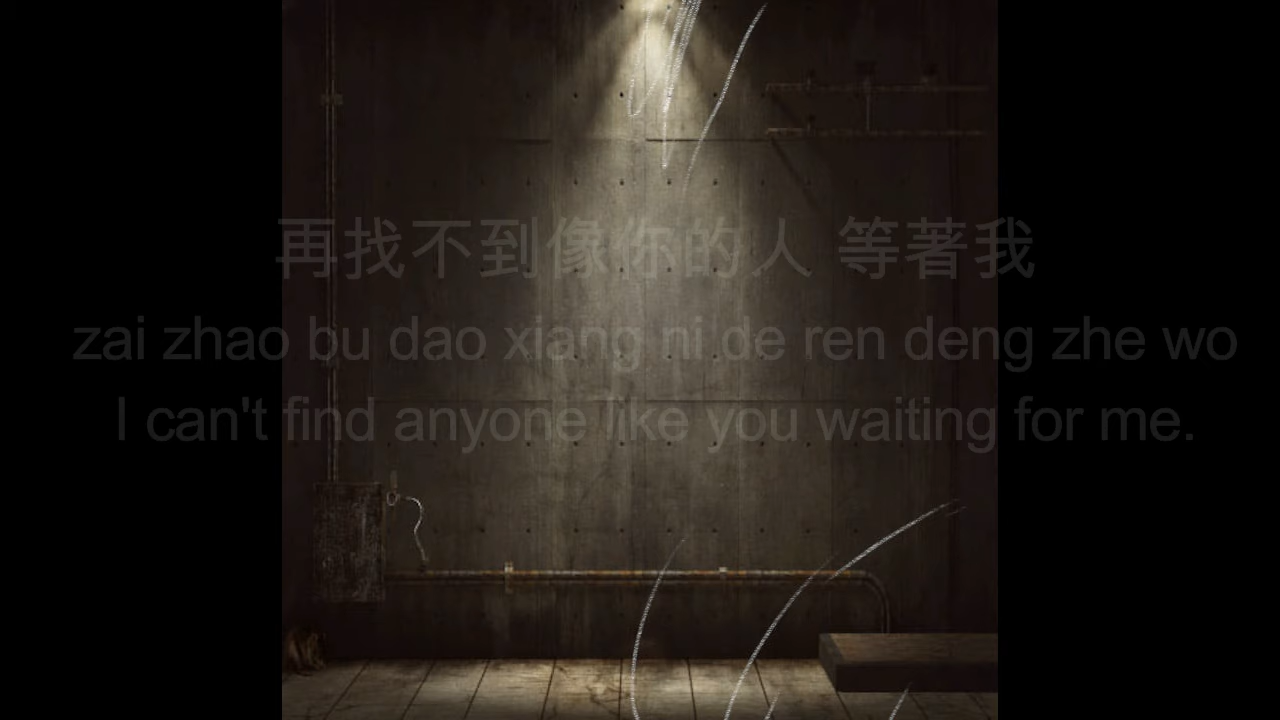 再找不到像你的人 等著我
zai zhao bu dao xiang ni de ren deng zhe wo
I can't find anyone like you waiting for me.